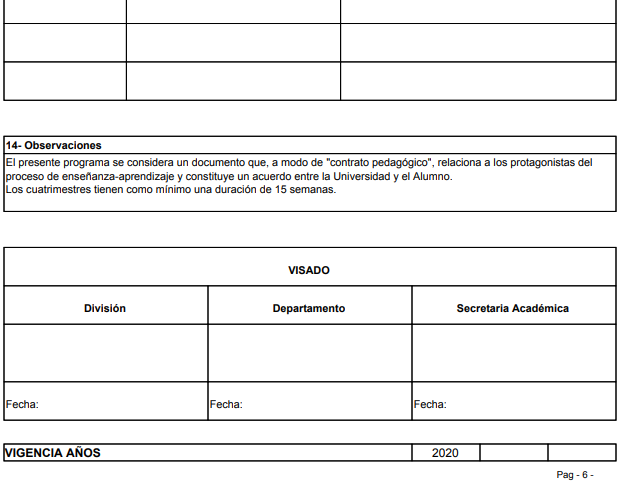 14- Observaciones
El presente programa se considera un documento que, a modo de "contrato pedagógico", relaciona a los protagonistas del
proceso de enseñanza-aprendizaje y constituye un acuerdo entre la Universidad y el Alumno.
Los cuatrimestres tienen como mínimo una duración de 15 semanas.
VISADO
División Departamento Secretaria Académica
Fecha: Fecha: Fecha:
VIGENCIA AÑOS 2020
Pag - 6 -